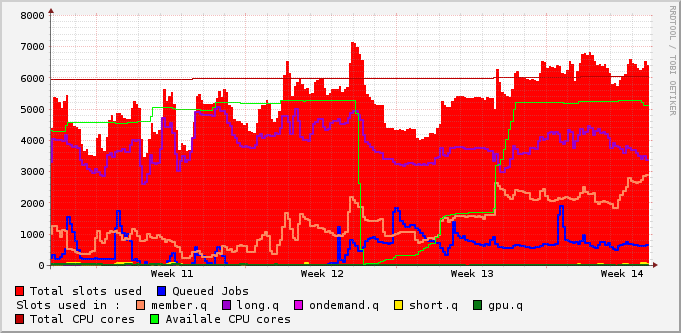 8000
7000
6000
5000
4000
3000
2000
1000
0
Week 11 Week 12 Week 13 Week 14
RRDTOOL / TOBI OETIKER
Total slots used Queued Jobs
Slots used in : member.q long.q ondemand.q short.q gpu.q
Total CPU cores Availale CPU cores